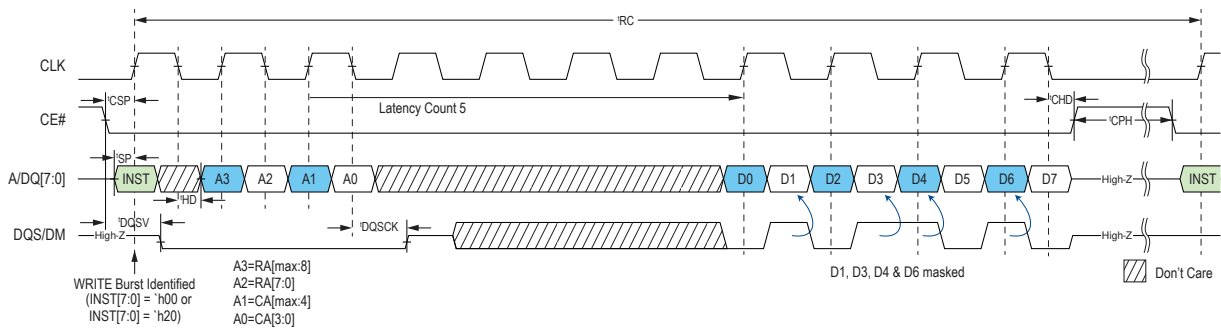 tRC
CLK
tCSP
Latency Count 5
tCHD
CE#
tCPH
tSP
A/DQ[7:0]
INST
A3
A2
A1
A0
D0
D1
D2
D3
D4
D5
D6
D7
High-Z
INST
tHD
tDQSV
tDQSCK
DQS/DM
High-Z
High-Z
WRITE Burst Identified
(INST[7:0] = `h00 or
INST[7:0] = `h20)
A3=RA[max:8]
A2=RA[7:0]
A1=CA[max:4]
A0=CA[3:0]
D1, D3, D4 & D6 masked
Don't Care